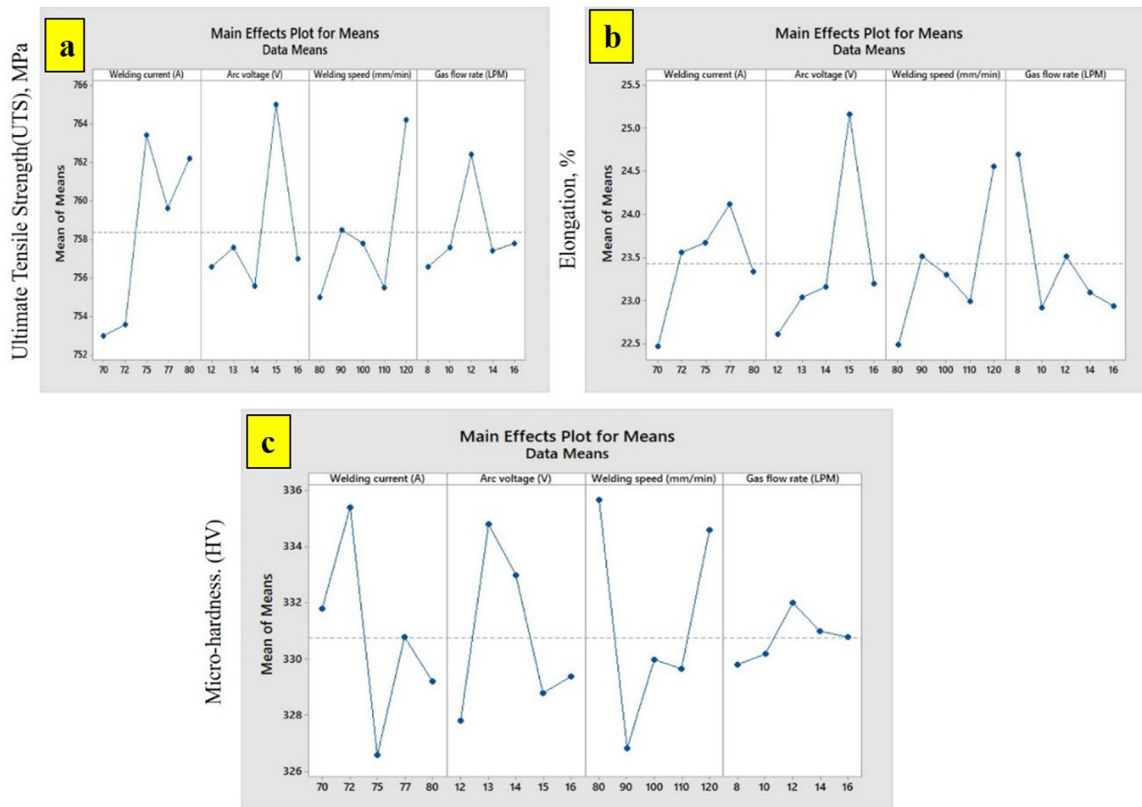 a
Main Effects Plot for Means
Data Means
Welding current (A) Arc voltage (V) Welding speed (mm/min) Gas flow rate (LPM)
Ultimate Tensile Strength(UTS), MPa
Mean of Means
766
764
762
760
758
756
754
752
70 72 75 77 80 12 13 14 15 16 80 90 100 110 120 8 10 12 14 16
b
Main Effects Plot for Means
Data Means
Welding current (A) Arc voltage (V) Welding speed (mm/min) Gas flow rate (LPM)
Elongation, %
Mean of Means
25.5
25.0
24.5
24.0
23.5
23.0
22.5
70 72 75 77 80 12 13 14 15 16 80 90 100 110 120 8 10 12 14 16
c
Main Effects Plot for Means
Data Means
Welding current (A) Arc voltage (V) Welding speed (mm/min) Gas flow rate (LPM)
Micro-hardness. (HV)
Mean of Means
336
334
332
330
328
326
70 72 75 77 80 12 13 14 15 16 80 90 100 110 120 8 10 12 14 16